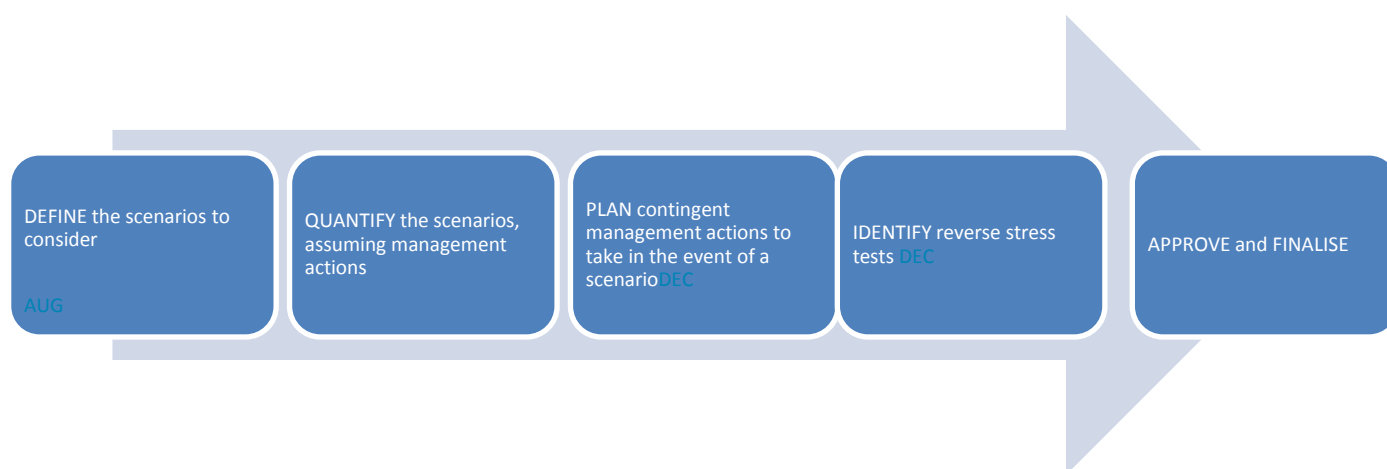 DEFINE the scenarios to
consider
AUG
QUANTIFY the scenarios,
assuming management
actions
PLAN contingent
management actions to
take in the event of a
scenarioDEC
IDENTIFY reverse stress
tests DEC
APPROVE and FINALISE